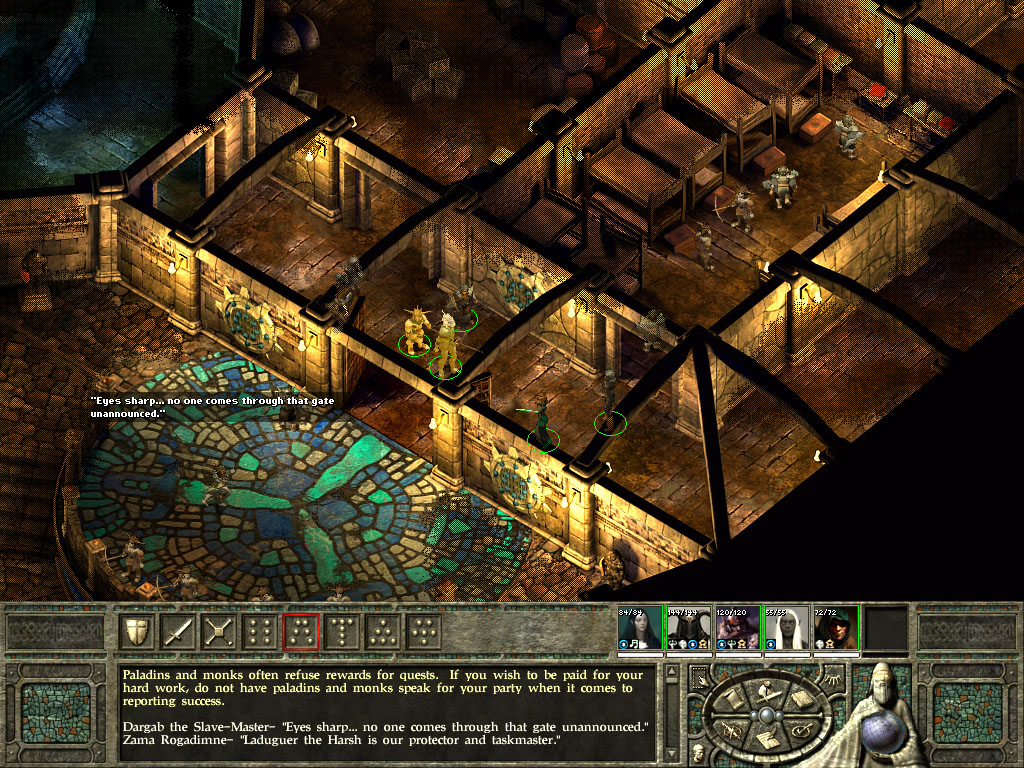 "Eyes sharp... no one comes through that gate
unannounced."
84/84
144/144
120/120
55/55
72/72
Paladins and monks often refuse rewards for quests.  If you wish to be paid for your
hard work, do not have paladins and monks speak for your party when it comes to
reporting success.
Dargab the Slave-Master- "Eyes sharp... no one comes through that gate unannounced."
Zama Rogadimne- "Laduguer the Harsh is our protector and taskmaster."